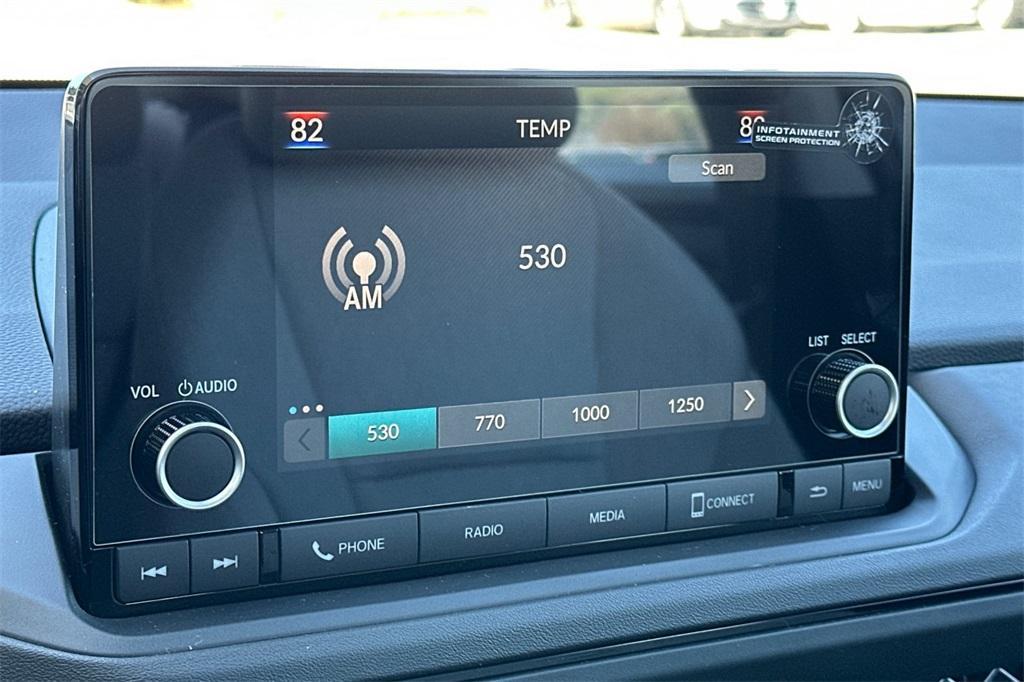 82 TEMP
INFOTAINMENT
SCREEN PROTECTION
Scan
AM
530
LIST SELECT
VOL AUDIO
530 770 1000 1250
PHONE RADIO MEDIA CONNECT MENU